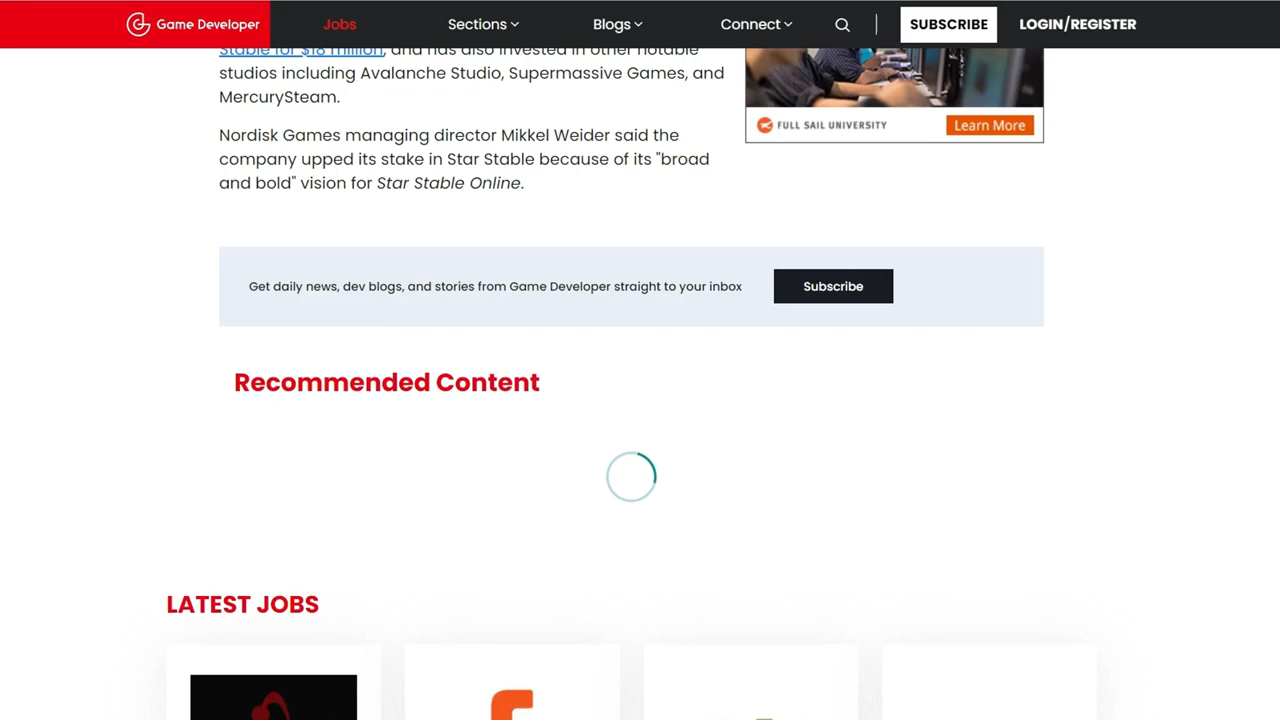 Game Developer
Jobs
Sections
Blogs
Connect
SUBSCRIBE
LOGIN/REGISTER
Stable for $18 million, and has also invested in other notable
studios including Avalanche Studio, Supermassive Games, and
MercurySteam.
Nordisk Games managing director Mikkel Weider said the
company upped its stake in Star Stable because of its "broad
and bold" vision for Star Stable Online.
FULL SAIL UNIVERSITY
Learn More
Get daily news, dev blogs, and stories from Game Developer straight to your inbox
Subscribe
Recommended Content
LATEST JOBS